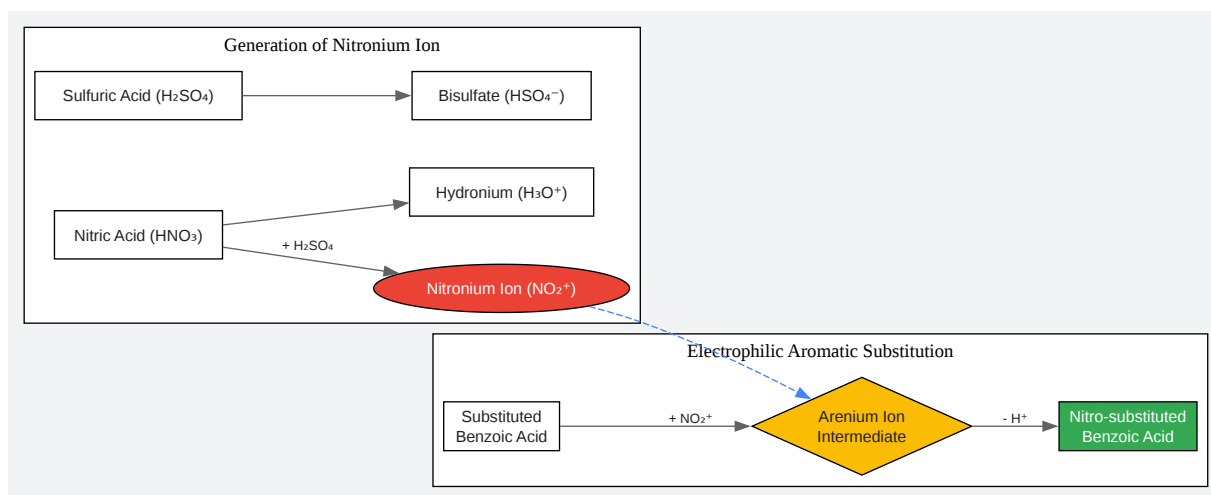 Generation of Nitronium Ion
Sulfuric Acid (H₂SO₄)
Bisulfate (HSO₄⁻)
Hydronium (H₃O⁺)
Nitric Acid (HNO₃)
+ H₂SO₄
Nitronium Ion (NO₂⁺)
Electrophilic Aromatic Substitution
Substituted
Benzoic Acid
+ NO₂⁺
Arenium Ion
Intermediate
- H⁺
Nitro-substituted
Benzoic Acid